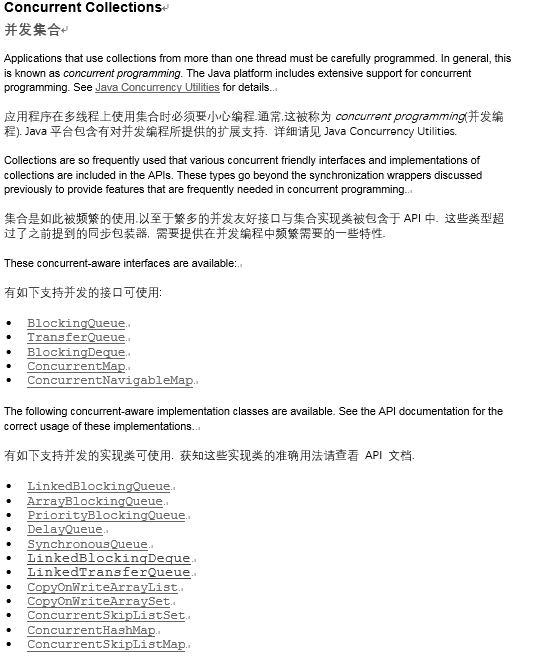 Concurrent Collections
并发集合
Applications that use collections from more than one thread must be carefully programmed. In general, this
is known as concurrent programming. The Java platform includes extensive support for concurrent
programming. See Java Concurrency Utilities for details..
应用程序在多线程上使用集合时必须要小心编程.通常,这被称为 concurrent programming(并发编
程). Java 平台包含有对并发编程所提供的扩展支持. 详细请见 Java Concurrency Utilities.
Collections are so frequently used that various concurrent friendly interfaces and implementations of
collections are included in the APIs. These types go beyond the synchronization wrappers discussed
previously to provide features that are frequently needed in concurrent programming..
集合是如此被频繁的使用,以至于繁多的并发友好接口与集合实现类被包含于 API 中. 这些类型超
过了之前提到的同步包装器, 需要提供在并发编程中频繁需要的一些特性.
These concurrent-aware interfaces are available:
有如下支持并发的接口可使用:
• BlockingQueue
• TransferQueue
• BlockingDeque
• ConcurrentMap
• ConcurrentNavigableMap
The following concurrent-aware implementation classes are available. See the API documentation for the
correct usage of these implementations..
有如下支持并发的实现类可使用. 获知这些实现类的准确用法请查看 API 文档.
• LinkedBlockingQueue
• ArrayBlockingQueue
• PriorityBlockingQueue
• DelayQueue
• SynchronousQueue
• LinkedBlockingDeque
• LinkedTransferQueue
• CopyOnWriteArrayList
• CopyOnWriteArraySet
• ConcurrentSkipListSet
• ConcurrentHashMap
• ConcurrentSkipListMap